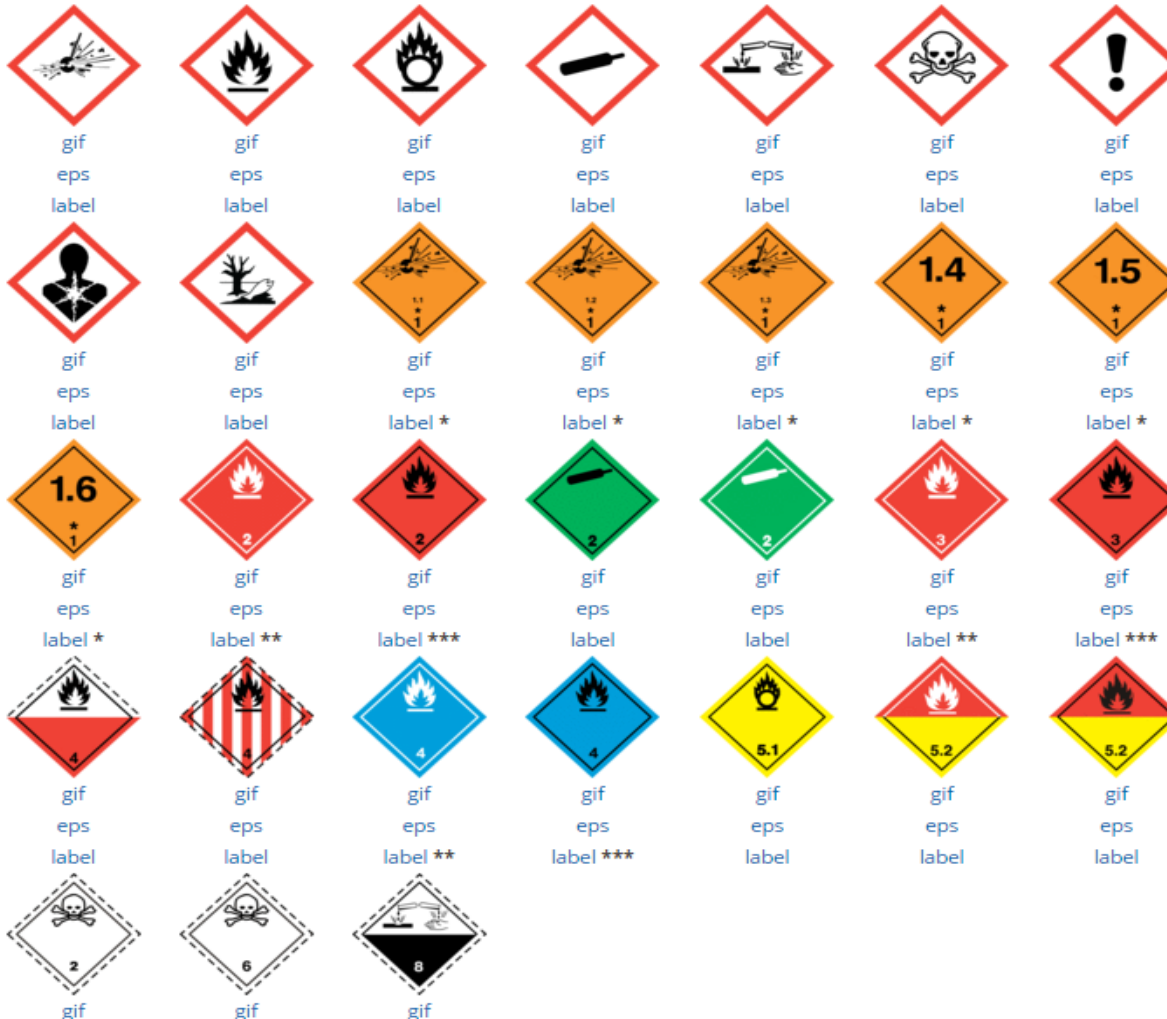 gif gif gif gif gif gif gif
eps eps eps eps eps eps eps
label label label label label label label
1.1 1.2 1.3 1.4 1.5
* * * * *
1 1 1 1 1
gif gif gif gif gif gif gif
eps eps eps eps eps eps eps
label label label * label * label * label * label *
1.6
*
1 2 2 2 2 3 3
gif gif gif gif gif gif gif
eps eps eps eps eps eps eps
label * label ** label *** label label label ** label ***
4 4 4 4 5.1 5.2 5.2
gif gif gif gif gif gif gif
eps eps eps eps eps eps eps
label label label ** label *** label label label
2 6 8
gif gif gif